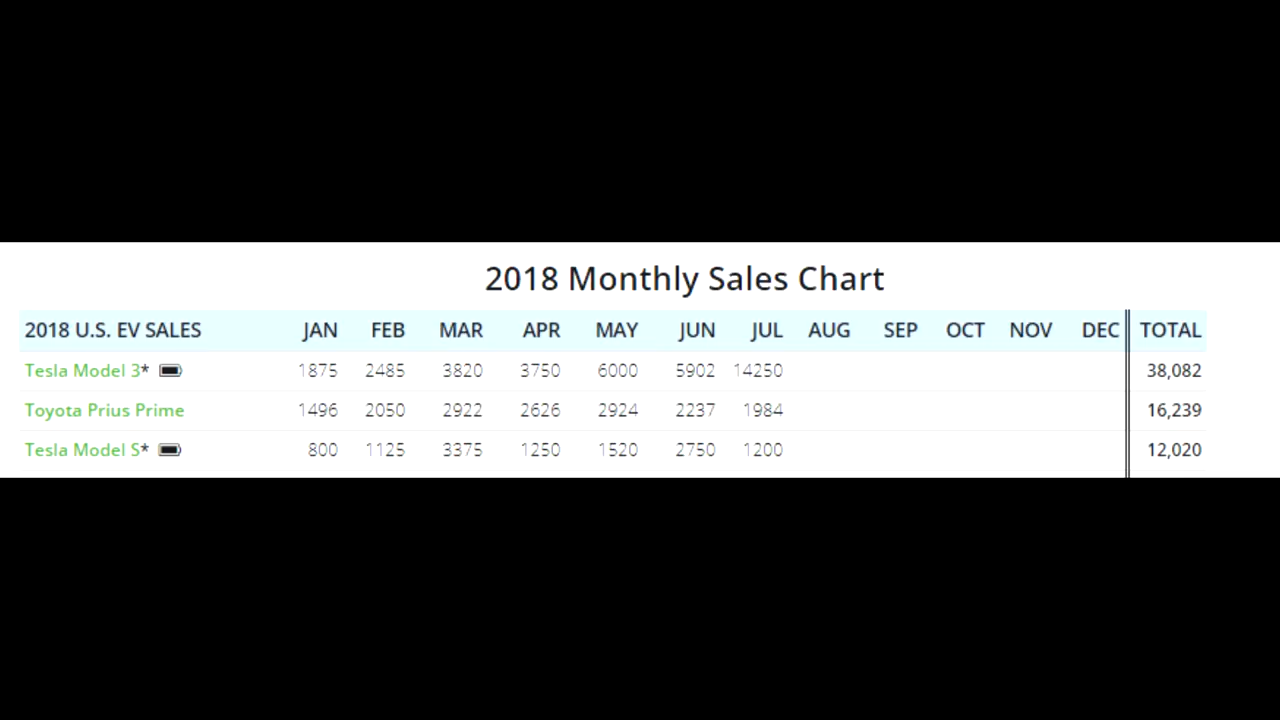 2018 Monthly Sales Chart
2018 U.S. EV SALES JAN FEB MAR APR MAY JUN JUL AUG SEP OCT NOV DEC TOTAL
Tesla Model 3* 1875 2485 3820 3750 6000 5902 14250 38,082
Toyota Prius Prime 1496 2050 2922 2626 2924 2237 1984 16,239
Tesla Model S* 800 1125 3375 1250 1520 2750 1200 12,020